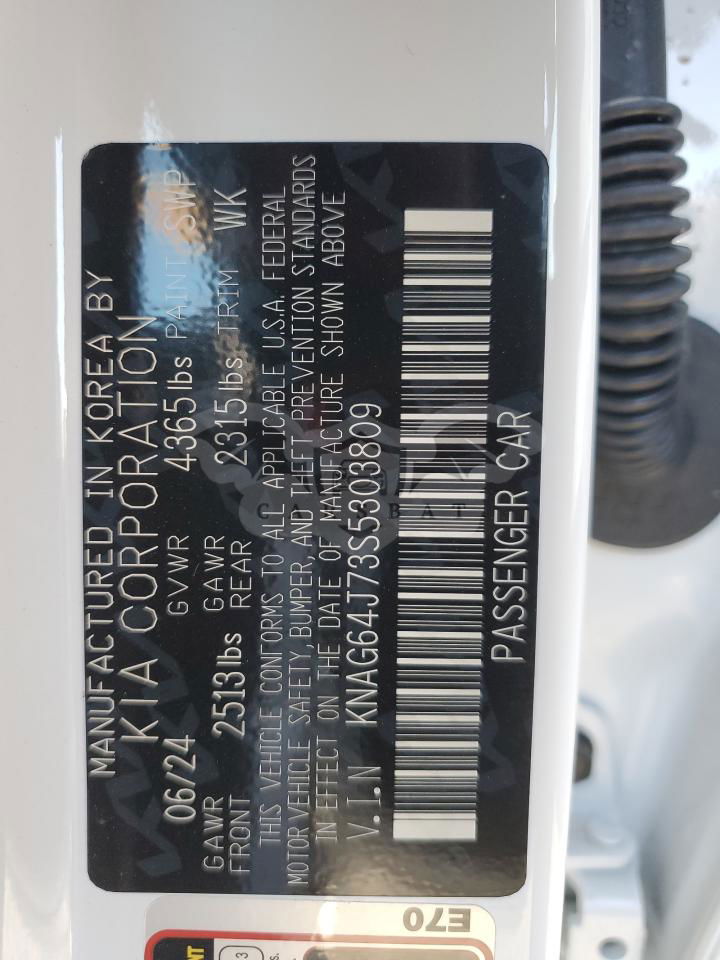 MANUFACTURED IN KOREA BY
KIA CORPORATION
06/24 GVWR 4365lbs PAINT SWP
GAWR FRONT 2513lbs GAWR REAR 2315lbs TRIM WK
THIS VEHICLE CONFORMS TO ALL APPLICABLE U.S.A. FEDERAL
MOTOR VEHICLE SAFETY, BUMPER, AND THEFT PREVENTION STANDARDS
IN EFFECT ON THE DATE OF MANUFACTURE SHOWN ABOVE
V.I.N KNAG64J73S5303809
PASSENGER CAR
E70